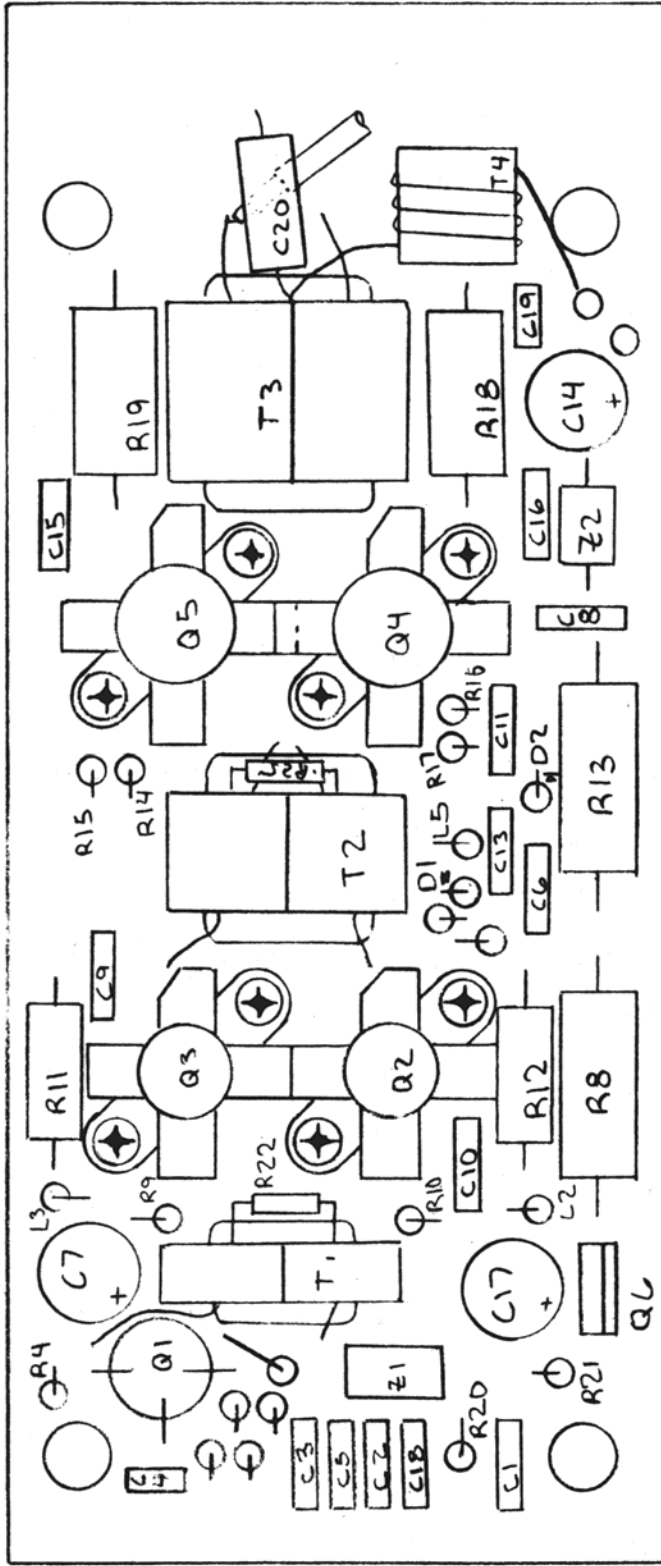 C20
T4
R19
T3
R18
C19
C14
+
C15
C16
Z2
Q5
Q4
C8
R15
R14
R17
R16
C11
D2
R13
T2
L5
D1
C13
C6
C9
R11
Q3
Q2
R12
R8
R22
C10
L3
R9
R10
L2
C7
+
T1
C17
+
Q6
R4
Q1
Z1
R21
R20
C4
C3
C5
C2
C18
C1